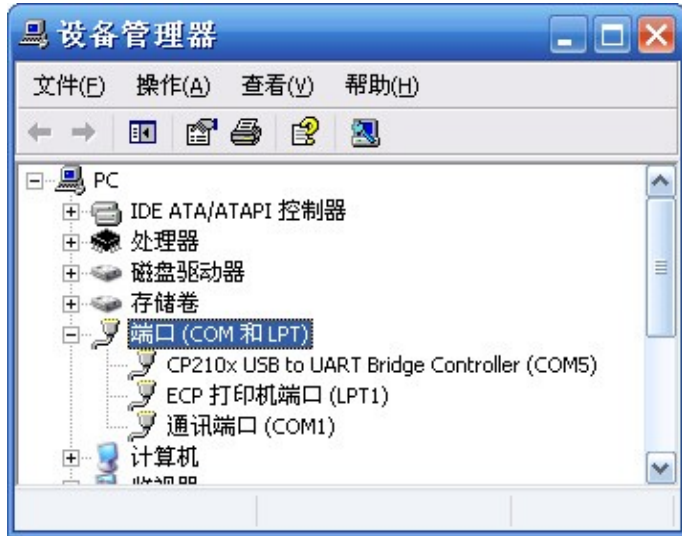 设备管理器
文件(F) 操作(A) 查看(V) 帮助(H)
PC
IDE ATA/ATAPI 控制器
处理器
磁盘驱动器
存储卷
端口 (COM 和 LPT)
CP210x USB to UART Bridge Controller (COM5)
ECP 打印机端口 (LPT1)
通讯端口 (COM1)
计算机